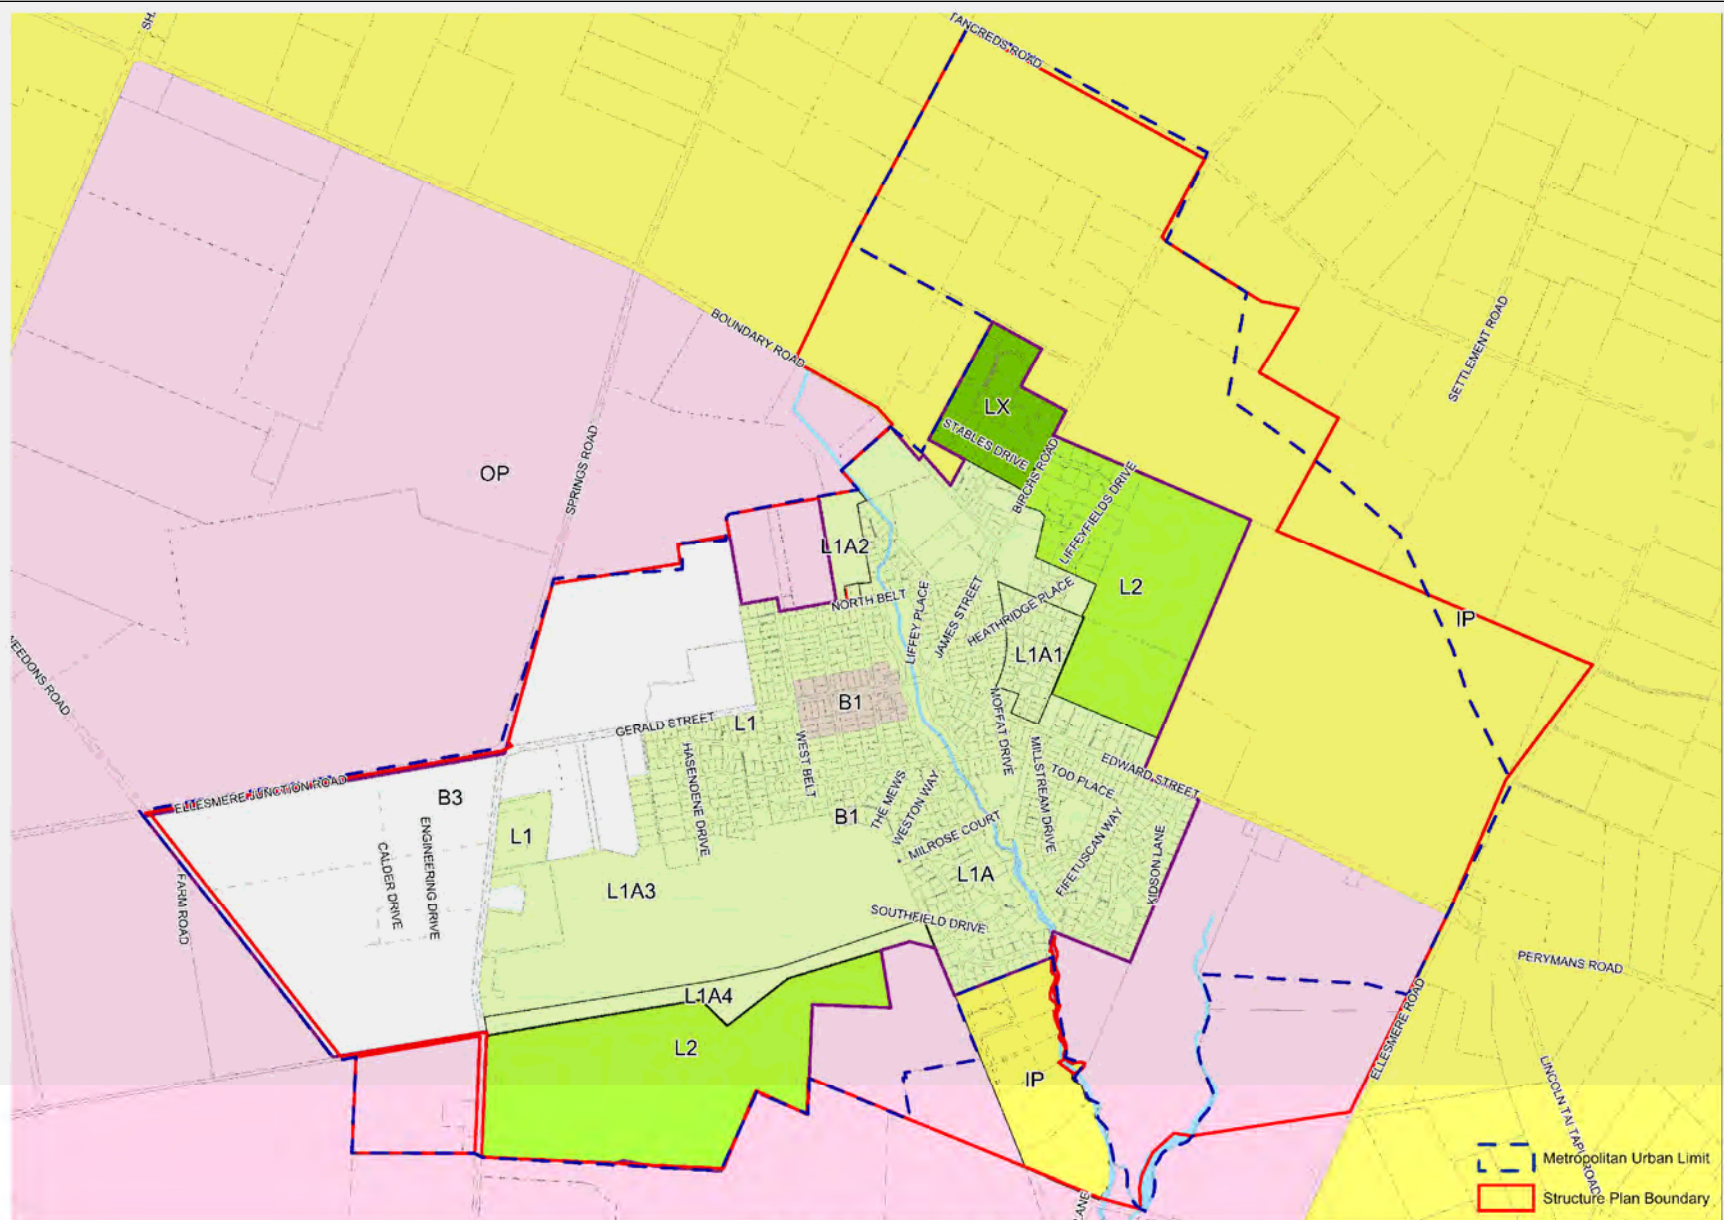 TANCREDS ROAD
SETTLEMENT ROAD
BOUNDARY ROAD
LX
STABLES DRIVE
BIRCHS ROAD
LIFFEYFIELDS DRIVE
OP
SPRINGS ROAD
L1A2
NORTH BELT
LIFFEY PLACE
JAMES STREET
HEATHRIDGE PLACE
L2
IP
L1A1
B1
GERALD STREET
L1
WEST BELT
HASENDENE DRIVE
MOFFAT DRIVE
MILLSTREAM DRIVE
TOD PLACE
EDWARD STREET
ELLESMERE JUNCTION ROAD
B3
ENGINEERING DRIVE
CALDER DRIVE
L1
B1
THE MEWS
WESTON WAY
MILROSE COURT
FIFETUSCAN WAY
KIDSON LANE
L1A3
L1A
FARM ROAD
SOUTHFIELD DRIVE
PERYMANS ROAD
L1A4
ELLESMERE ROAD
L2
IP
LINCOLN TAI TAPU ROAD
Metropolitan Urban Limit
Structure Plan Boundary
LANE